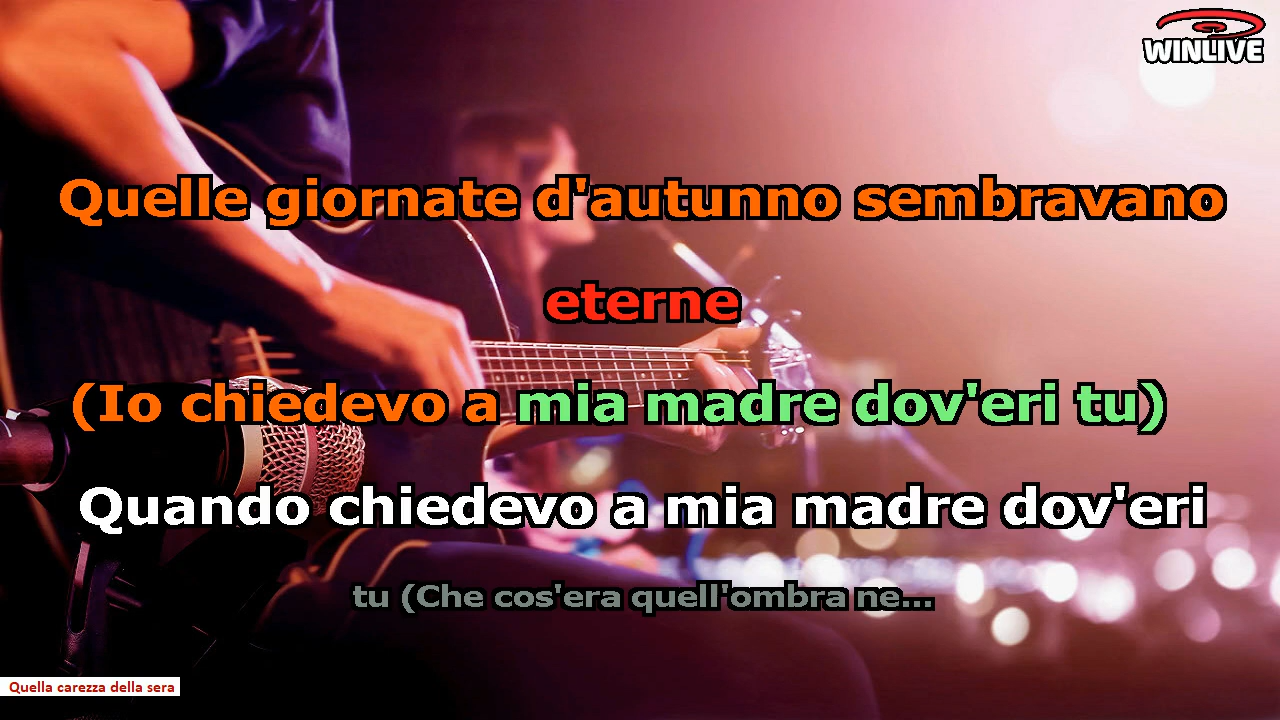 WINLIVE
Quelle giornate d'autunno sembravano
eterne
(Io chiedevo a mia madre dov'eri tu)
Quando chiedevo a mia madre dov'eri
tu (Che cos'era quell'ombra ne...
Quella carezza della sera